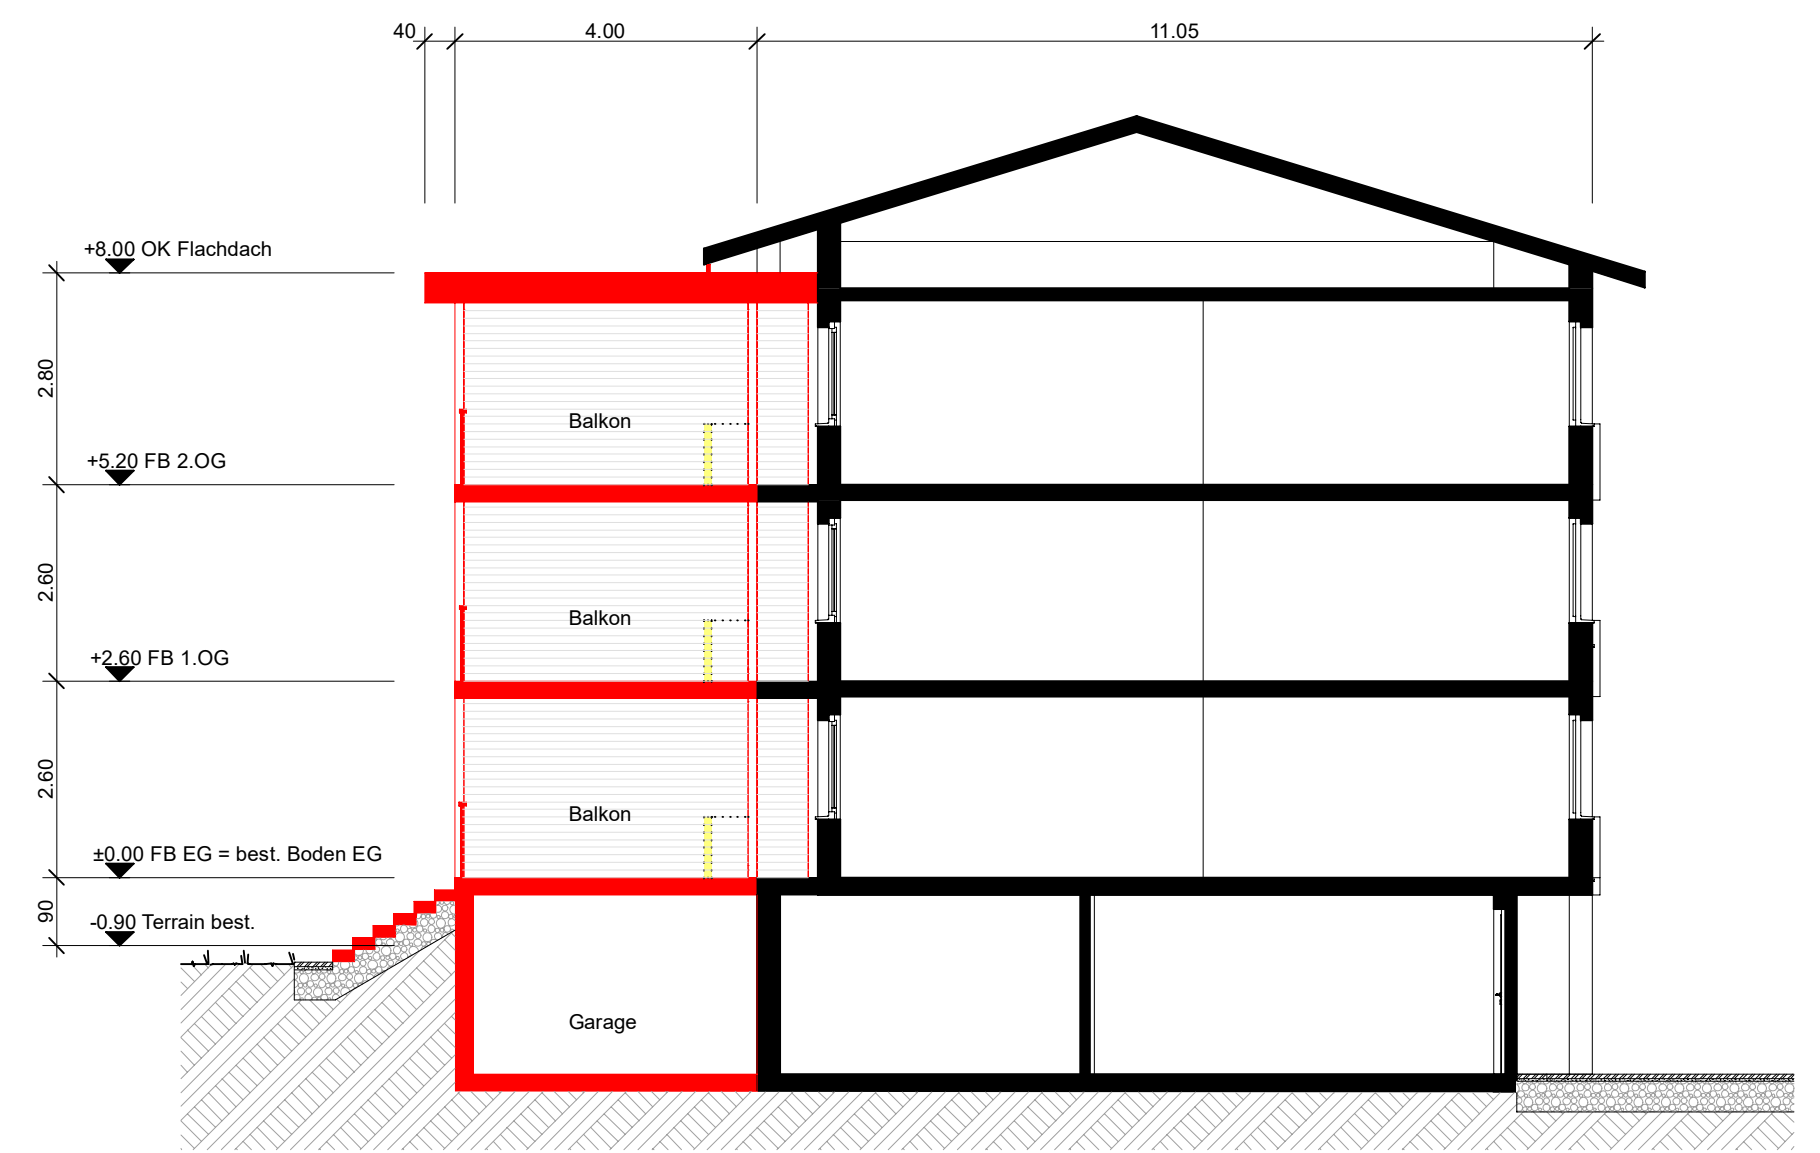 40 4.00 11.05
+8.00 OK Flachdach
2.80
Balkon
+5.20 FB 2.OG
2.60
Balkon
+2.60 FB 1.OG
2.60
Balkon
±0.00 FB EG = best. Boden EG
90
-0.90 Terrain best.
Garage